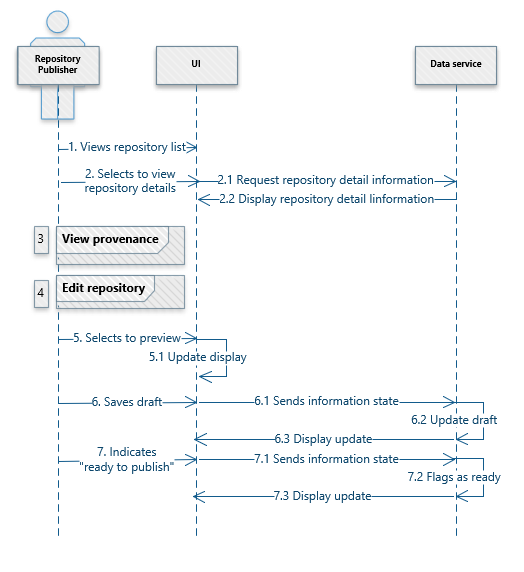 Repository
Publisher
UI
Data service
1. Views repository list
2. Selects to view
repository details
2.1 Request repository detail information
2.2 Display repository detail linformation
3
View provenance
4
Edit repository
5. Selects to preview
5.1 Update display
6. Saves draft
6.1 Sends information state
6.2 Update draft
6.3 Display update
7. Indicates
"ready to publish"
7.1 Sends information state
7.2 Flags as ready
7.3 Display update